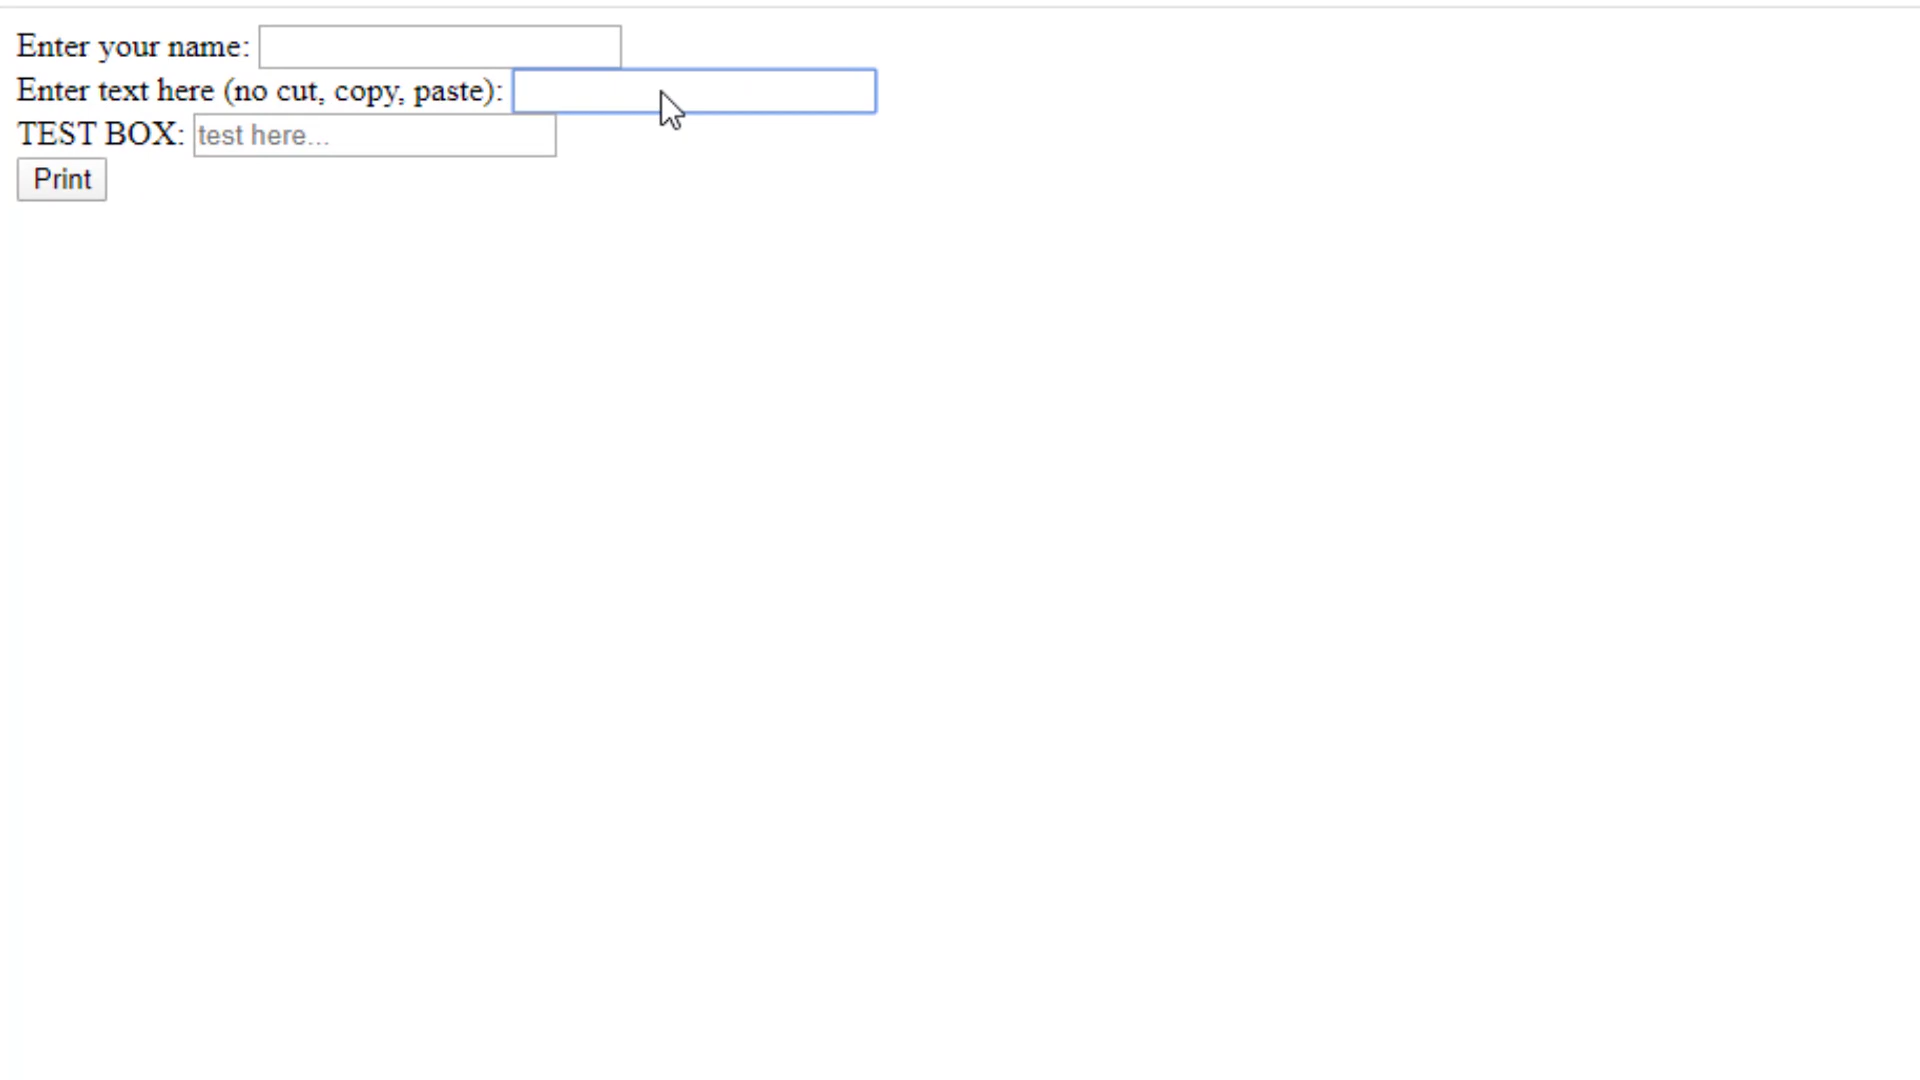 Enter your name:
Enter text here (no cut, copy, paste):
TEST BOX: test here...
Print